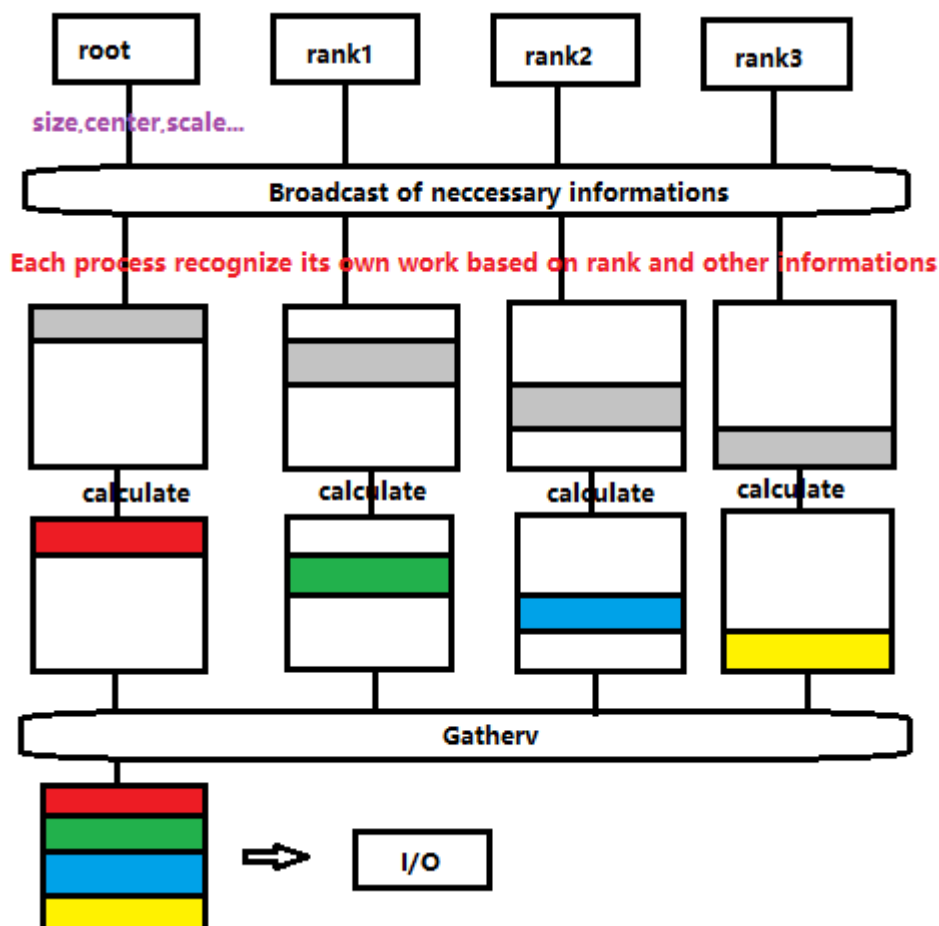 root
rank1
rank2
rank3
size,center,scale...
Broadcast of neccessary informations
Each process recognize its own work based on rank and other informations
calculate
calculate
calculate
calculate
Gatherv
I/O